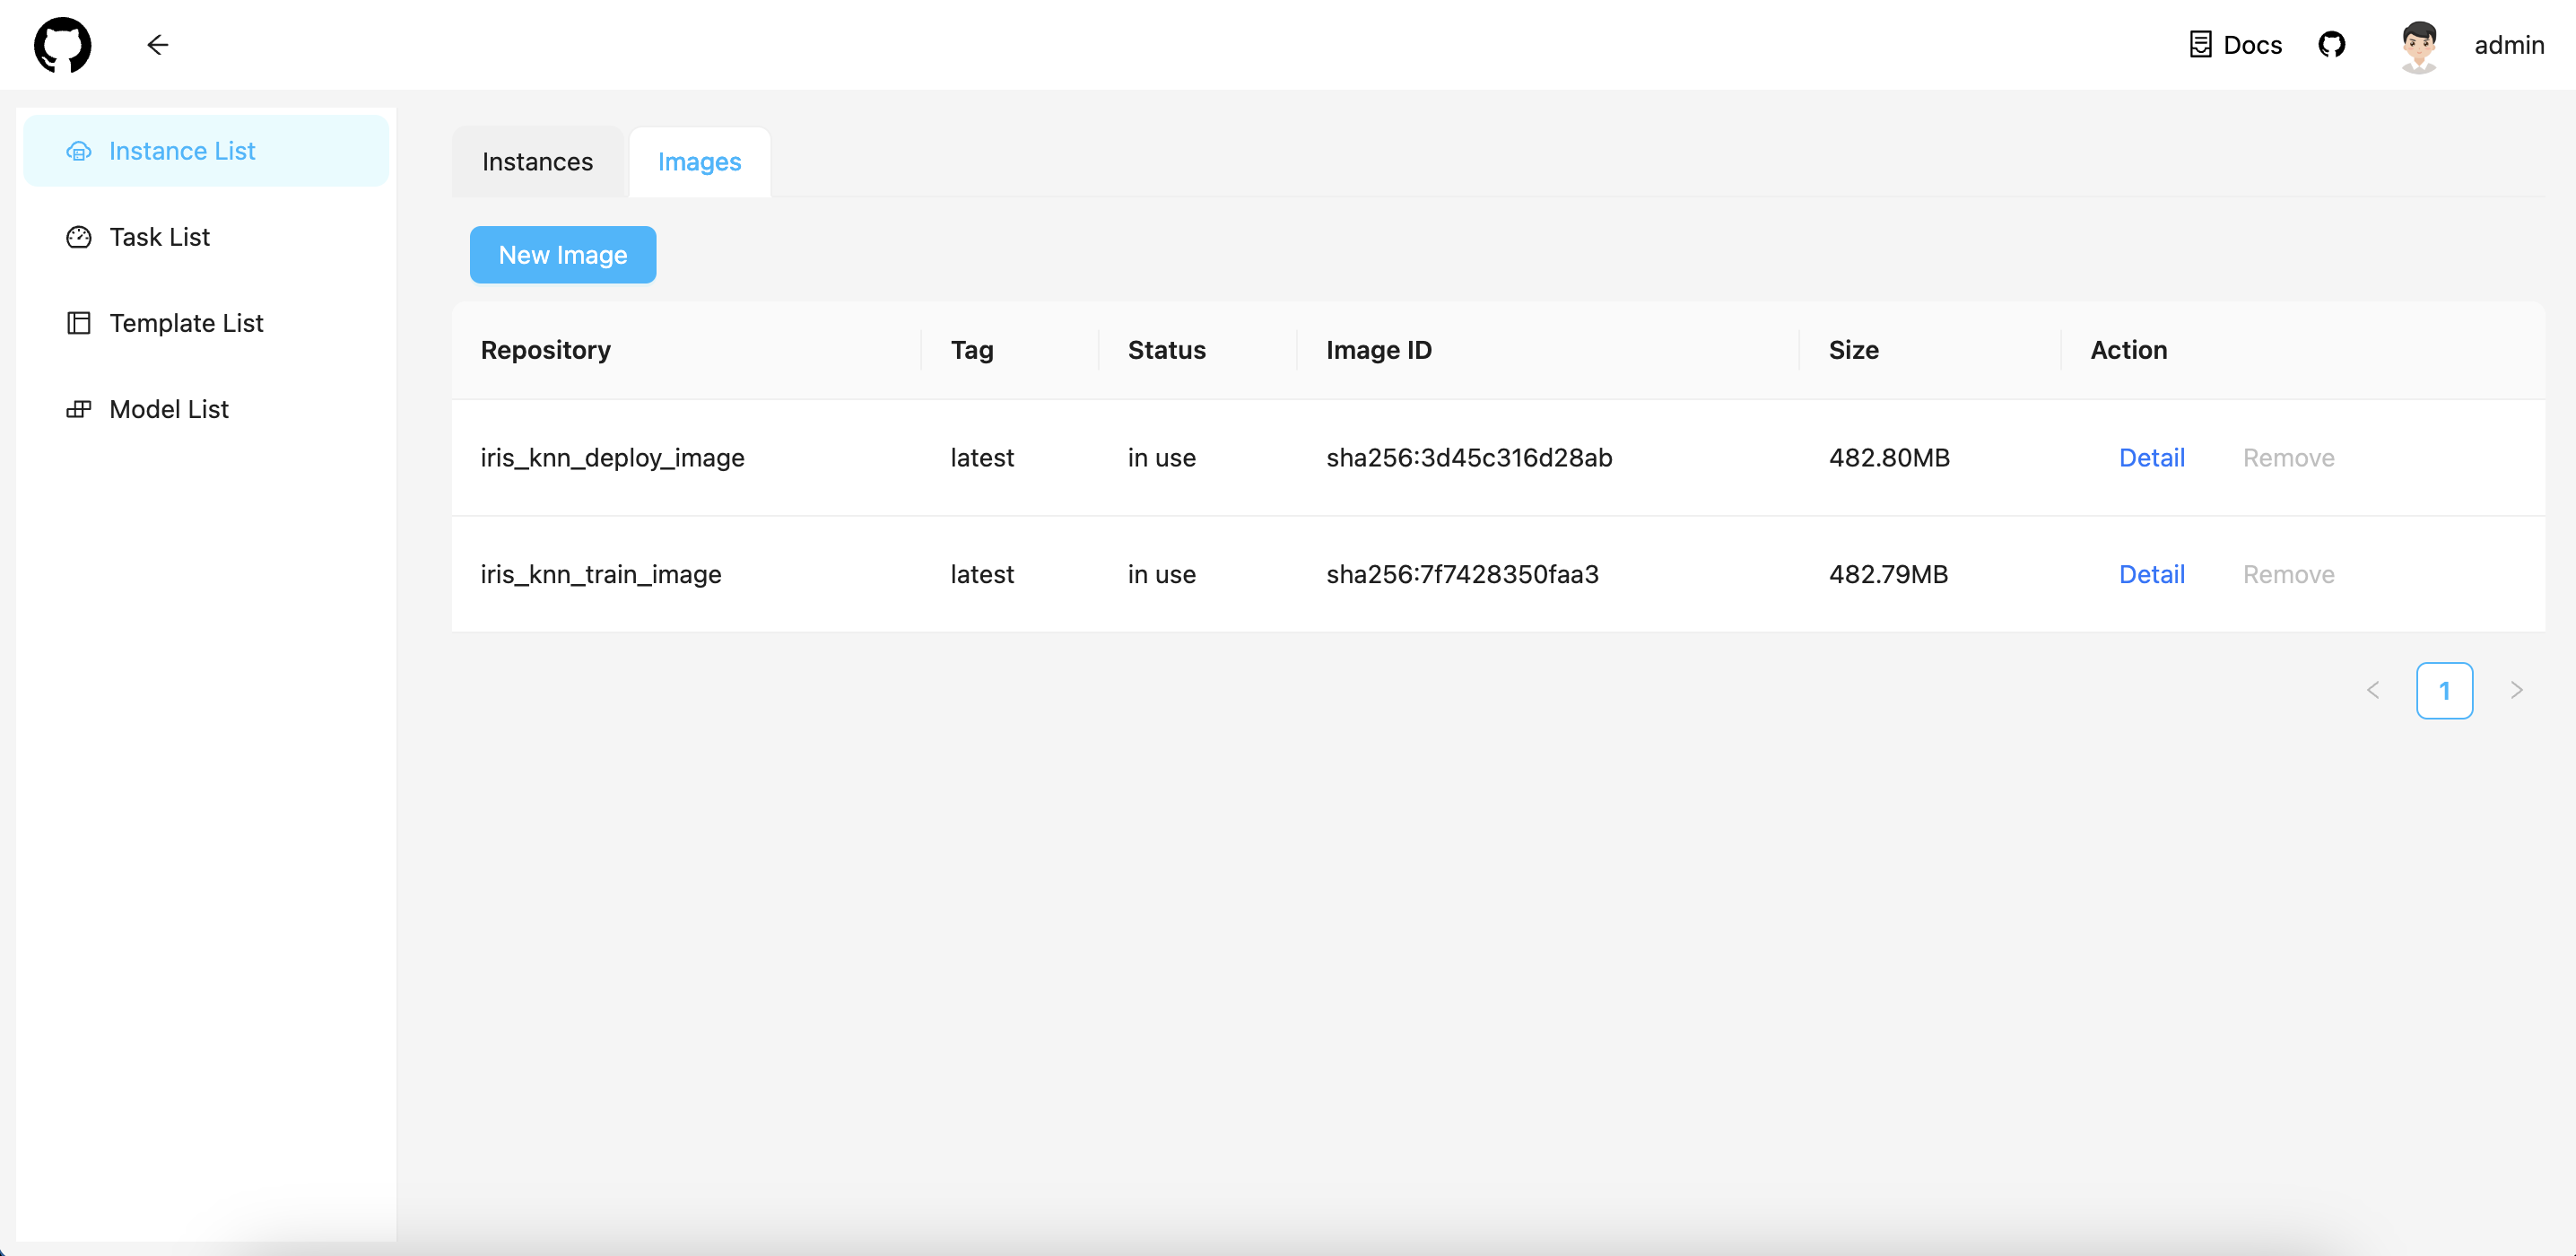 Docs admin
Instance List
Task List
Template List
Model List
Instances Images
New Image
Repository Tag Status Image ID Size Action
iris_knn_deploy_image latest in use sha256:3d45c316d28ab 482.80MB Detail Remove
iris_knn_train_image latest in use sha256:7f7428350faa3 482.79MB Detail Remove
1